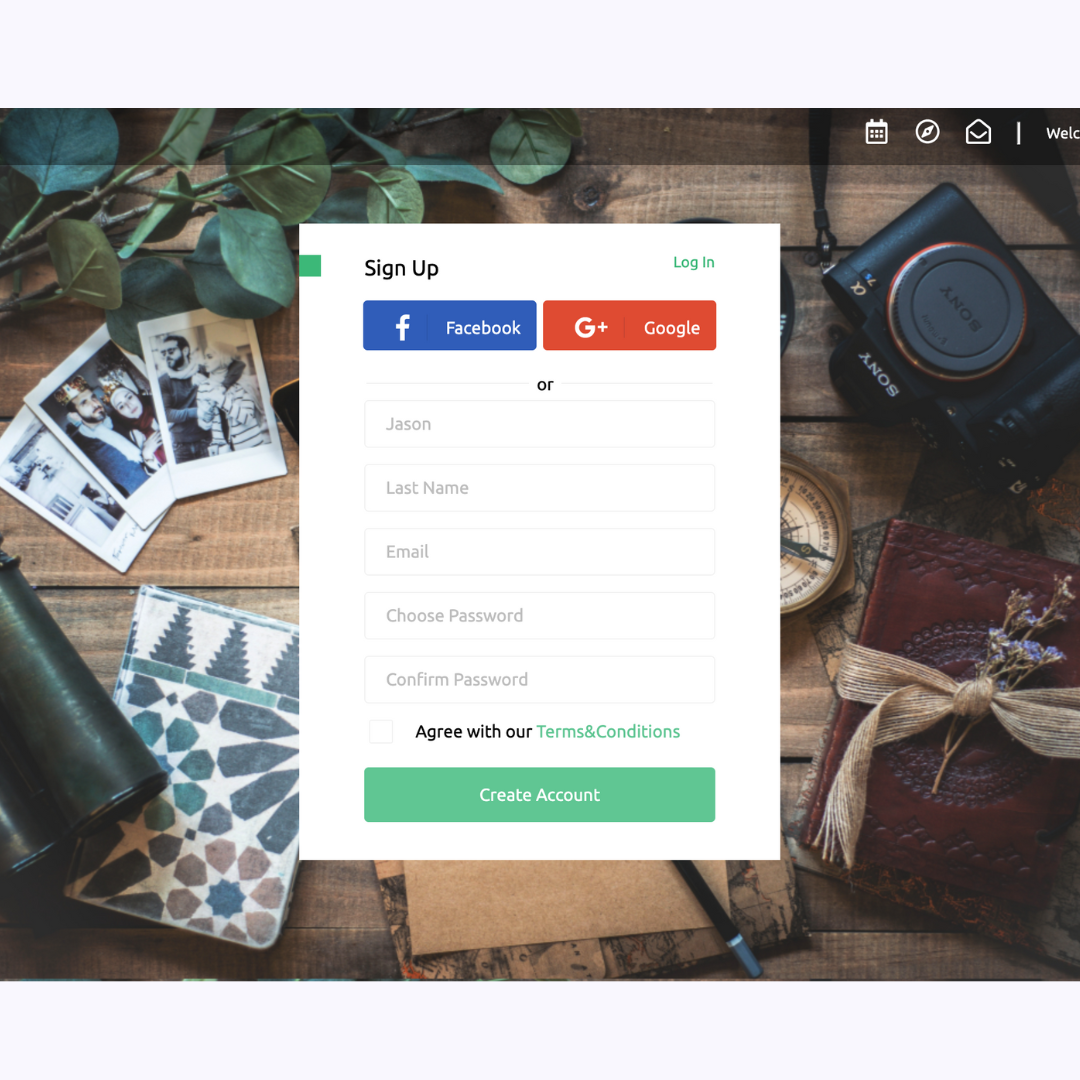 Welc
Sign Up
Log In
Facebook
G+ Google
or
Jason
Last Name
Email
Choose Password
Confirm Password
Agree with our Terms&Conditions
Create Account
SONY
SONY
α7s